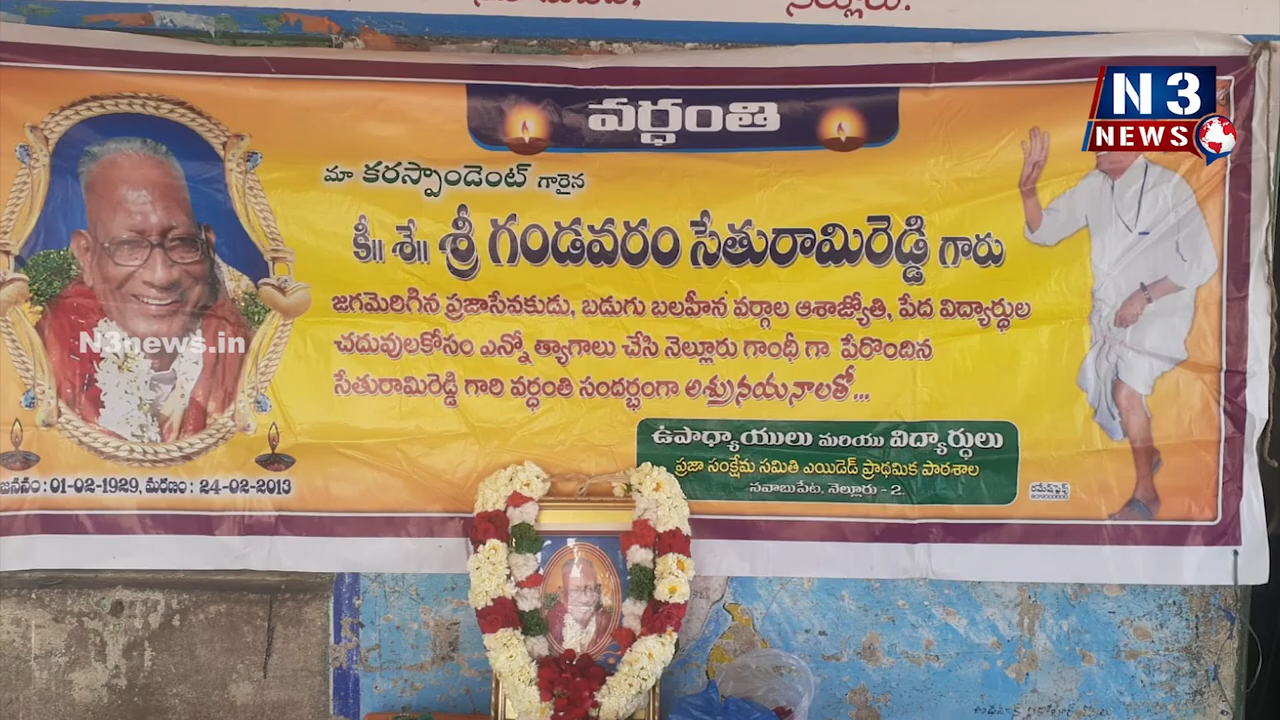 నెల్లూరు.
N3
NEWS
వర్ధంతి
మా కరస్పాండెంట్ గారైన
కీ॥ శే॥ శ్రీ గండవరం సేతురామిరెడ్డి గారు
జగమెరిగిన ప్రజాసేవకుడు, బడుగు బలహీన వర్గాల ఆశాజ్యోతి, పేద విద్యార్థుల
చదువులకోసం ఎన్నో త్యాగాలు చేసి నెల్లూరు గాంధీ గా పేరొందిన
సేతురామిరెడ్డి గారి వర్ధంతి సందర్భంగా అశ్రునయనాలతో...
N3news.in
ఉపాధ్యాయులు మరియు విద్యార్థులు
ప్రజా సంక్షేమ సమితి ఎయిడెడ్ ప్రాథమిక పాఠశాల
నవాబుపేట, నెల్లూరు - 2.
జననం : 01-02-1929, మరణం : 24-02-2013